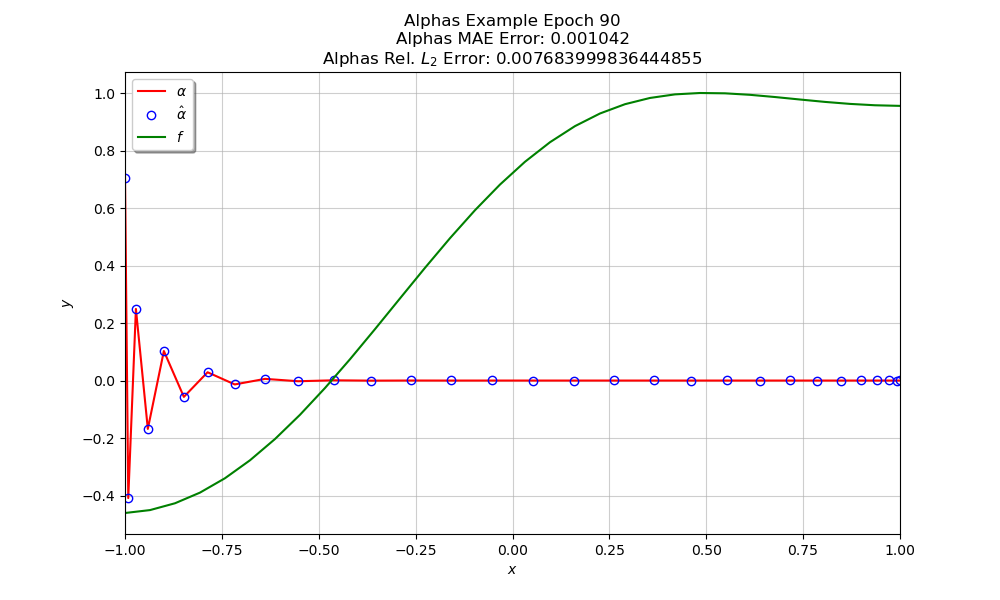 Alphas Example Epoch 90
Alphas MAE Error: 0.001042
Alphas Rel. L₂ Error: 0.007683999836444855
α
α̂
f
1.0
0.8
0.6
0.4
0.2
0.0
−0.2
−0.4
y
−1.00 −0.75 −0.50 −0.25 0.00 0.25 0.50 0.75 1.00
x